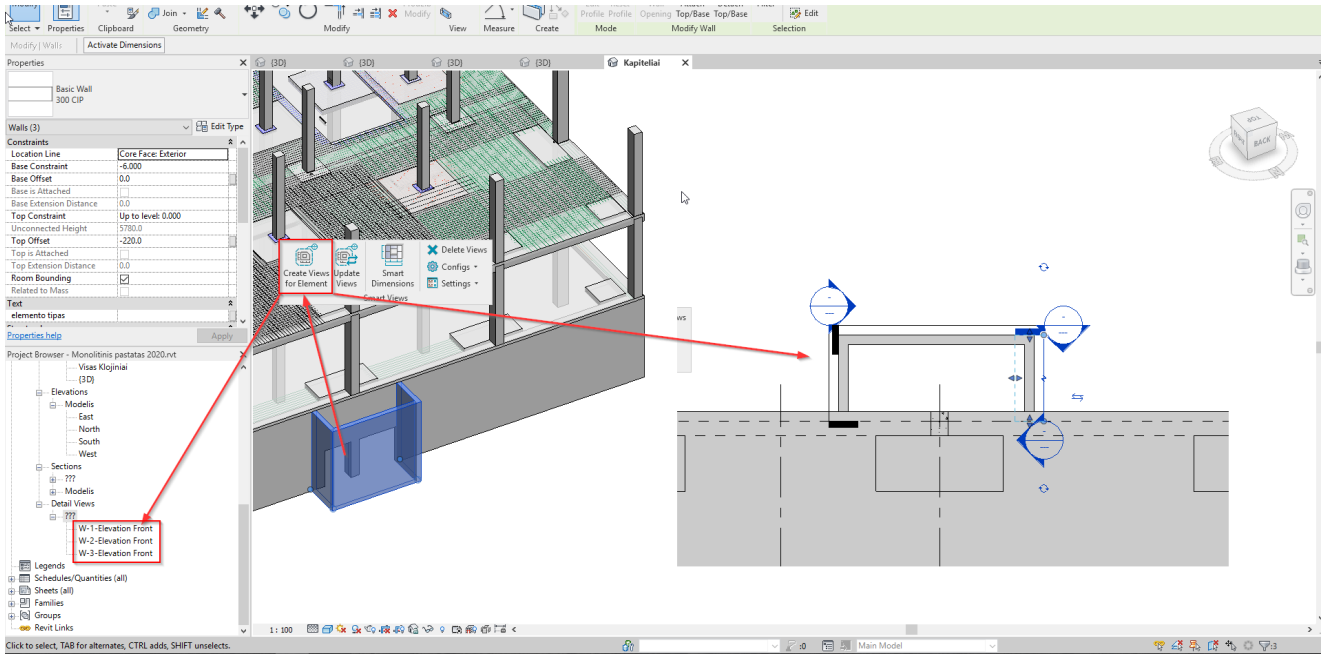 Modify
Join
Modify
Profile Profile Opening Top/Base Top/Base
Edit
Select Properties Clipboard Geometry Modify View Measure Create Mode Modify Wall Selection
Modify | Walls Activate Dimensions
Properties
{3D} {3D} {3D} {3D} Kapiteliai
Basic Wall
300 CIP
Walls (3) Edit Type
Constraints
Location Line Core Face: Exterior
Base Constraint -6.000
Base Offset 0.0
Base is Attached
Base Extension Distance 0.0
Top Constraint Up to level: 0.000
Unconnected Height 5780.0
Top Offset -220.0
Top is Attached
Top Extension Distance 0.0
Room Bounding
Related to Mass
Text
elemento tipas
Properties help Apply
Project Browser - Monolitinis pastatas 2020.rvt
Visas Klojiniai
{3D}
Elevations
Modelis
East
North
South
West
Sections
???
Modelis
Detail Views
???
W-1-Elevation Front
W-2-Elevation Front
W-3-Elevation Front
Legends
Schedules/Quantities (all)
Sheets (all)
Families
Groups
Revit Links
Create Views
for Element
Update
Views
Smart
Dimensions
Delete Views
Configs
Settings
Smart Views
ws
TOP
BACK
1 : 100
Click to select, TAB for alternates, CTRL adds, SHIFT unselects.
:0 Main Model :3